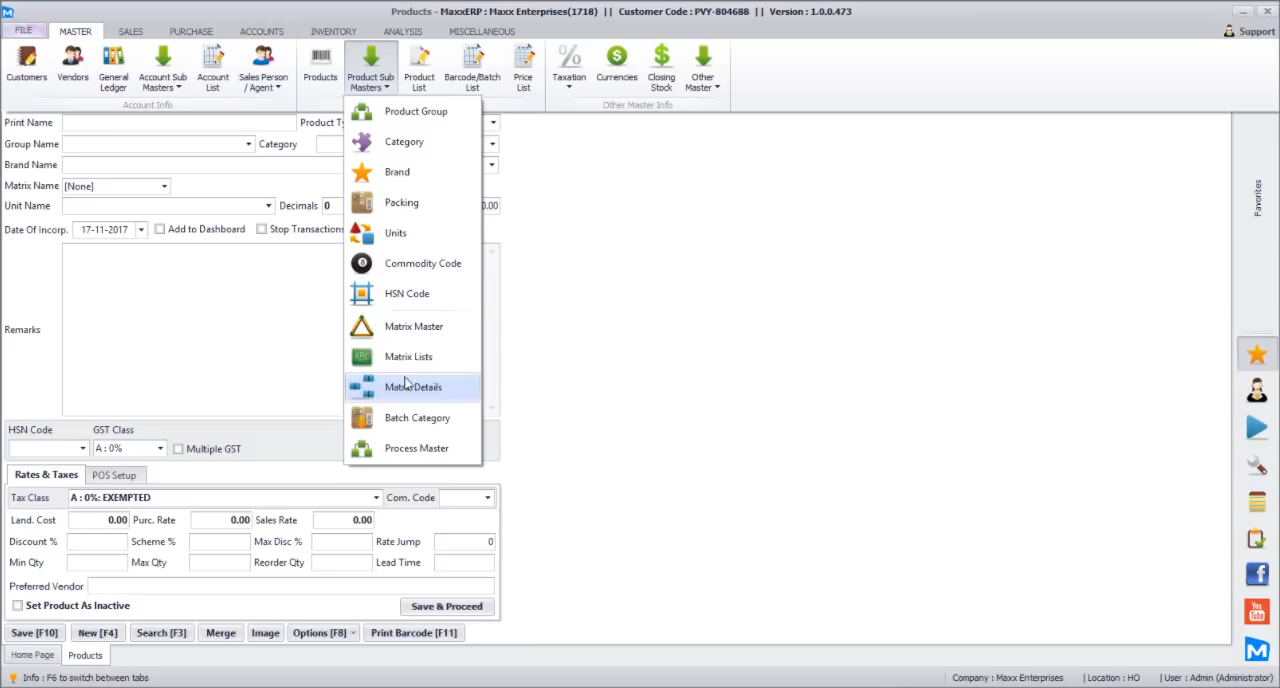 Products - MaxxERP : Maxx Enterprises(1718) || Customer Code : PVY-804688 || Version : 1.0.0.473
FILE MASTER SALES PURCHASE ACCOUNTS INVENTORY ANALYSIS MISCELLANEOUS Support
Customers Vendors General Ledger Account Sub Masters Account List Sales Person / Agent Products Product Sub Masters Product List Barcode/Batch List Price List Taxation Currencies Closing Stock Other Master
Account Info Other Master Info
Print Name Product Ty
Group Name Category
Brand Name
Matrix Name [None]
Unit Name Decimals 0 0.00
Date Of Incorp. 17-11-2017 Add to Dashboard Stop Transactions
Remarks
Product Group
Category
Brand
Packing
Units
Commodity Code
HSN Code
Matrix Master
ABC Matrix Lists
Matrix Details
Batch Category
Process Master
HSN Code GST Class
A : 0% Multiple GST
Rates & Taxes POS Setup
Tax Class A : 0%: EXEMPTED Com. Code
Land. Cost 0.00 Purc. Rate 0.00 Sales Rate 0.00
Discount % Scheme % Max Disc % Rate Jump 0
Min Qty Max Qty Reorder Qty Lead Time
Preferred Vendor
Set Product As Inactive Save & Proceed
Save [F10] New [F4] Search [F3] Merge Image Options [F8] Print Barcode [F11]
Home Page Products
Info : F6 to switch between tabs Company : Maxx Enterprises | Location : HO | User : Admin (Administrator)
Favorites
You Tube